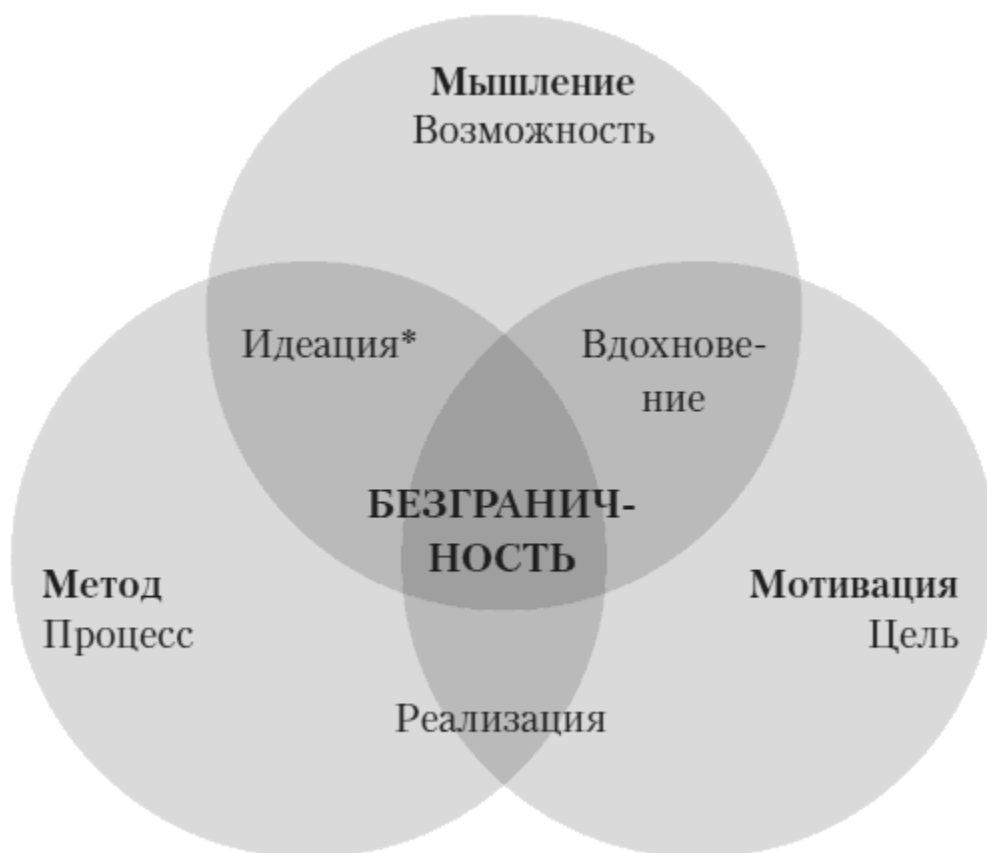 Мышление
Возможность
Идеация*
Вдохнове-
ние
БЕЗГРАНИЧ-
НОСТЬ
Метод
Процесс
Мотивация
Цель
Реализация